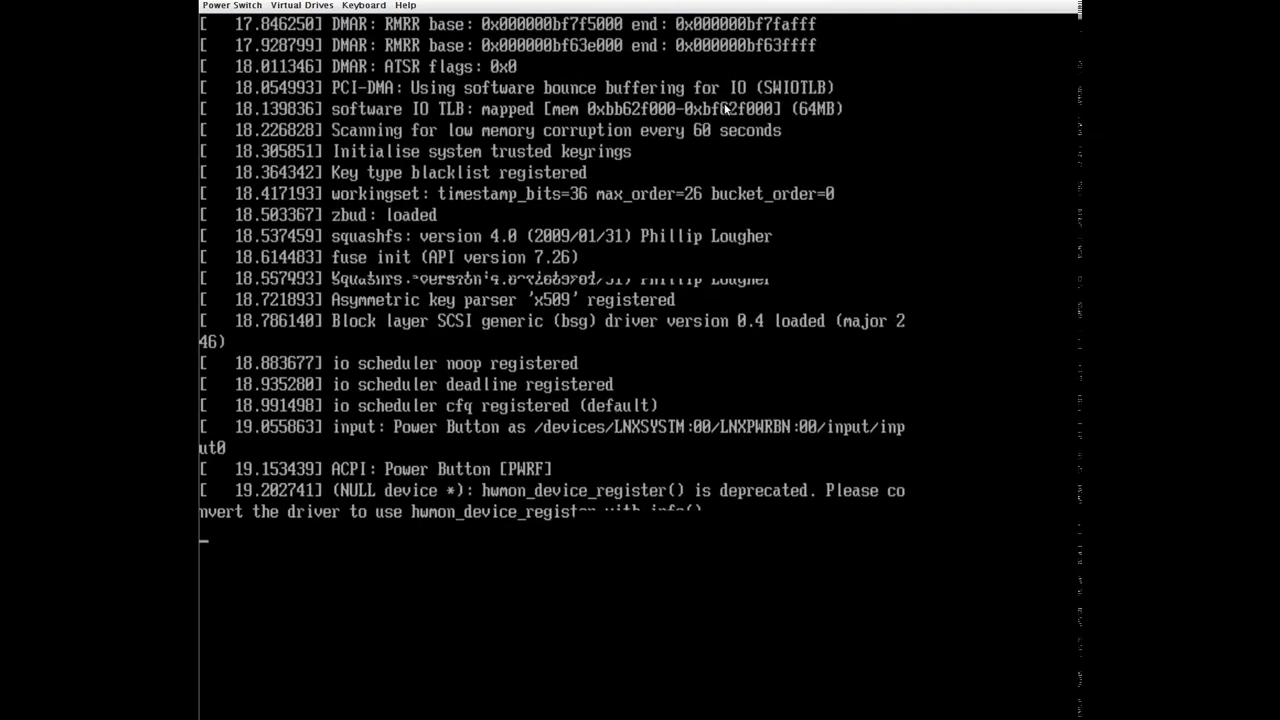 Power Switch Virtual Drives Keyboard Help
[   17.846250] DMAR: RMRR base: 0x000000bf7f5000 end: 0x000000bf7fafff
[   17.928799] DMAR: RMRR base: 0x000000bf63e000 end: 0x000000bf63ffff
[   18.011346] DMAR: ATSR flags: 0x0
[   18.054993] PCI-DMA: Using software bounce buffering for IO (SWIOTLB)
[   18.139836] software IO TLB: mapped [mem 0xbb62f000-0xbf62f000] (64MB)
[   18.226828] Scanning for low memory corruption every 60 seconds
[   18.305851] Initialise system trusted keyrings
[   18.364342] Key type blacklist registered
[   18.417193] workingset: timestamp_bits=36 max_order=26 bucket_order=0
[   18.503367] zbud: loaded
[   18.537459] squashfs: version 4.0 (2009/01/31) Phillip Lougher
[   18.614483] fuse init (API version 7.26)
[   18.721893] Asymmetric key parser 'x509' registered
[   18.786140] Block layer SCSI generic (bsg) driver version 0.4 loaded (major 2
46)
[   18.883677] io scheduler noop registered
[   18.935280] io scheduler deadline registered
[   18.991498] io scheduler cfq registered (default)
[   19.055863] input: Power Button as /devices/LNXSYSTM:00/LNXPWRBN:00/input/inp
ut0
[   19.153439] ACPI: Power Button [PWRF]
[   19.202741] (NULL device *): hwmon_device_register() is deprecated. Please co
nvert the driver to use hwmon_device_register_with_info()